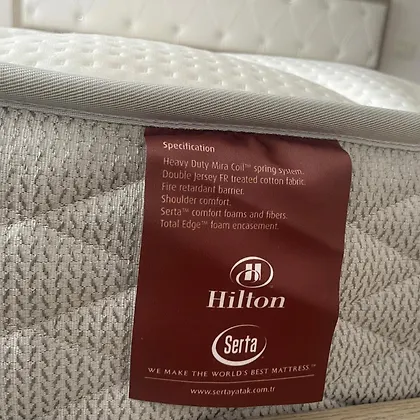 Specification
Heavy Duty Mira Coil™ spring system.
Double Jersey FR treated cotton fabric.
Fire retardant barrier.
Shoulder comfort.
Serta™ comfort foams and fibers.
Total Edge™ foam encasement.
H
Hilton
Serta
WE MAKE THE WORLD'S BEST MATTRESS™
www.sertayatak.com.tr